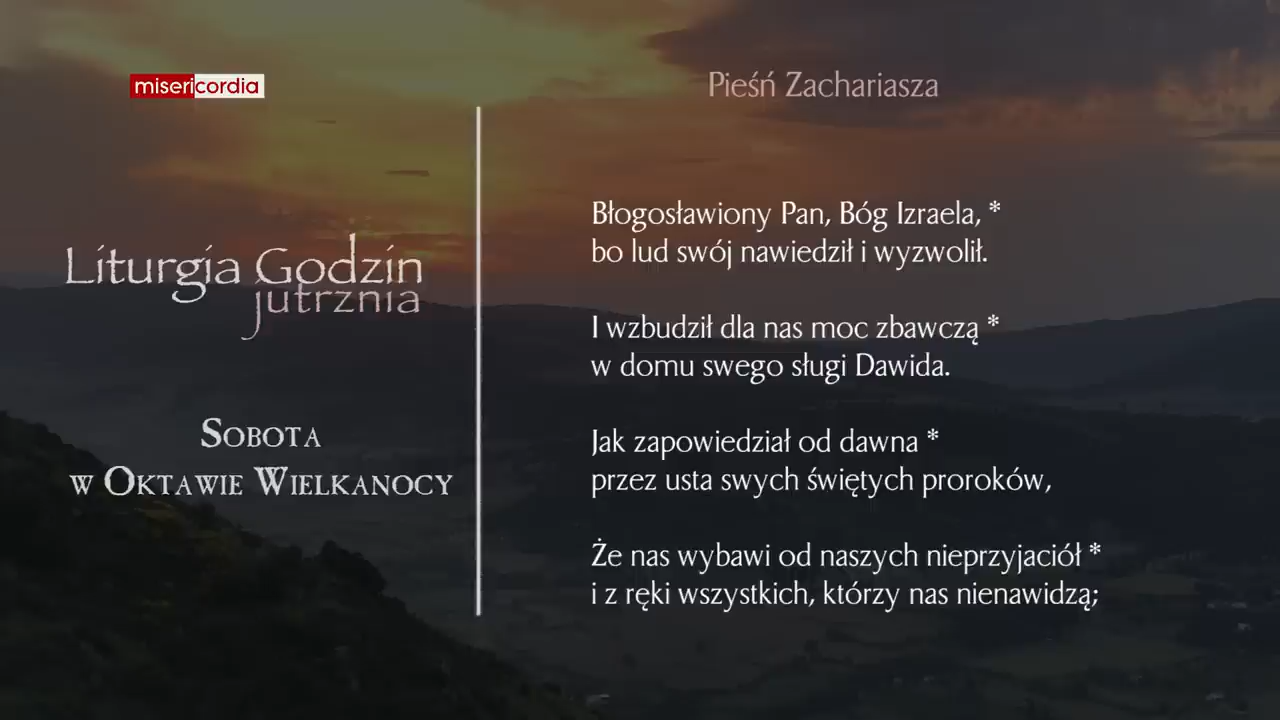 misericordia
Liturgia Godzin
jutrznia
Sobota
w Oktawie Wielkanocy
Pieśń Zachariasza
Błogosławiony Pan, Bóg Izraela, *
bo lud swój nawiedził i wyzwolił.
I wzbudził dla nas moc zbawczą *
w domu swego sługi Dawida.
Jak zapowiedział od dawna *
przez usta swych świętych proroków,
Że nas wybawi od naszych nieprzyjaciół *
i z ręki wszystkich, którzy nas nienawidzą;